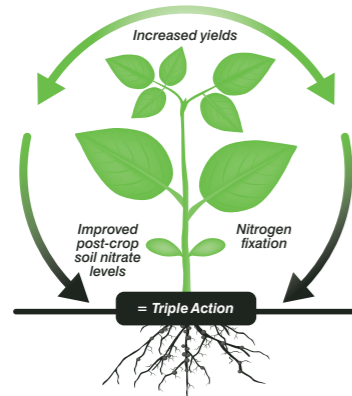 Increased yields
Improved
post-crop
soil nitrate
levels
Nitrogen
fixation
= Triple Action